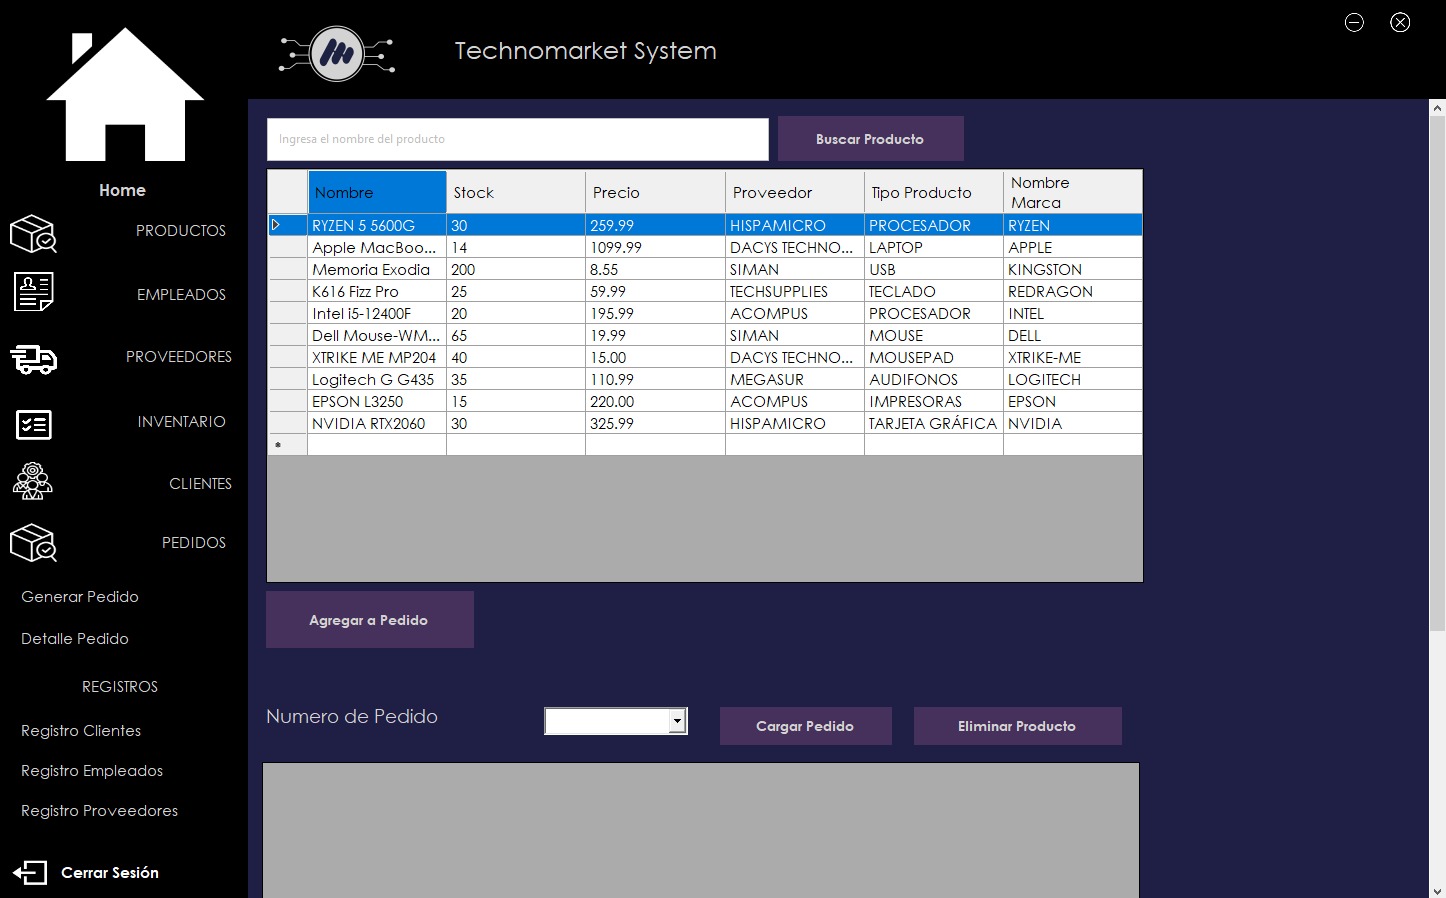 Technomarket System
Home
PRODUCTOS
EMPLEADOS
PROVEEDORES
INVENTARIO
CLIENTES
PEDIDOS
Generar Pedido
Detalle Pedido
REGISTROS
Registro Clientes
Registro Empleados
Registro Proveedores
Cerrar Sesión
Ingresa el nombre del producto
Buscar Producto
Nombre Stock Precio Proveedor Tipo Producto Nombre Marca
RYZEN 5 5600G 30 259.99 HISPAMICRO PROCESADOR RYZEN
Apple MacBoo... 14 1099.99 DACYS TECHNO... LAPTOP APPLE
Memoria Exodia 200 8.55 SIMAN USB KINGSTON
K616 Fizz Pro 25 59.99 TECHSUPPLIES TECLADO REDRAGON
Intel i5-12400F 20 195.99 ACOMPUS PROCESADOR INTEL
Dell Mouse-WM... 65 19.99 SIMAN MOUSE DELL
XTRIKE ME MP204 40 15.00 DACYS TECHNO... MOUSEPAD XTRIKE-ME
Logitech G G435 35 110.99 MEGASUR AUDIFONOS LOGITECH
EPSON L3250 15 220.00 ACOMPUS IMPRESORAS EPSON
NVIDIA RTX2060 30 325.99 HISPAMICRO TARJETA GRÁFICA NVIDIA
Agregar a Pedido
Numero de Pedido
Cargar Pedido
Eliminar Producto